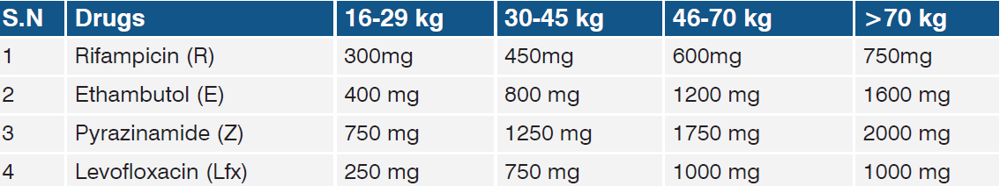 S.N Drugs 16-29 kg 30-45 kg 46-70 kg >70 kg
1 Rifampicin (R) 300mg 450mg 600mg 750mg
2 Ethambutol (E) 400 mg 800 mg 1200 mg 1600 mg
3 Pyrazinamide (Z) 750 mg 1250 mg 1750 mg 2000 mg
4 Levofloxacin (Lfx) 250 mg 750 mg 1000 mg 1000 mg